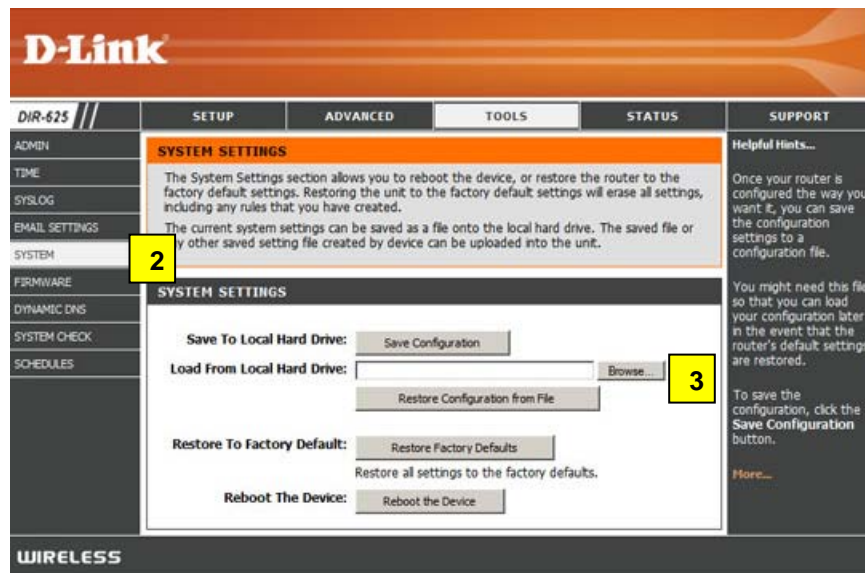 D-Link
DIR-625
SETUP
ADVANCED
TOOLS
STATUS
SUPPORT
ADMIN
TIME
SYSLOG
EMAIL SETTINGS
SYSTEM
FIRMWARE
DYNAMIC DNS
SYSTEM CHECK
SCHEDULES
2
SYSTEM SETTINGS
The System Settings section allows you to reboot the device, or restore the router to the
factory default settings. Restoring the unit to the factory default settings will erase all settings,
including any rules that you have created.
The current system settings can be saved as a file onto the local hard drive. The saved file or
other saved setting file created by device can be uploaded into the unit.
SYSTEM SETTINGS
Save To Local Hard Drive: Save Configuration
Load From Local Hard Drive: Browse...
3
Restore Configuration from File
Restore To Factory Default: Restore Factory Defaults
Restore all settings to the factory defaults.
Reboot The Device: Reboot the Device
Helpful Hints...
Once your router is
configured the way you
want it, you can save
the configuration
settings to a
configuration file.
You might need this file
so that you can load
your configuration later
in the event that the
router's default settings
are restored.
To save the
configuration, click the
Save Configuration
button.
More...
WIRELESS